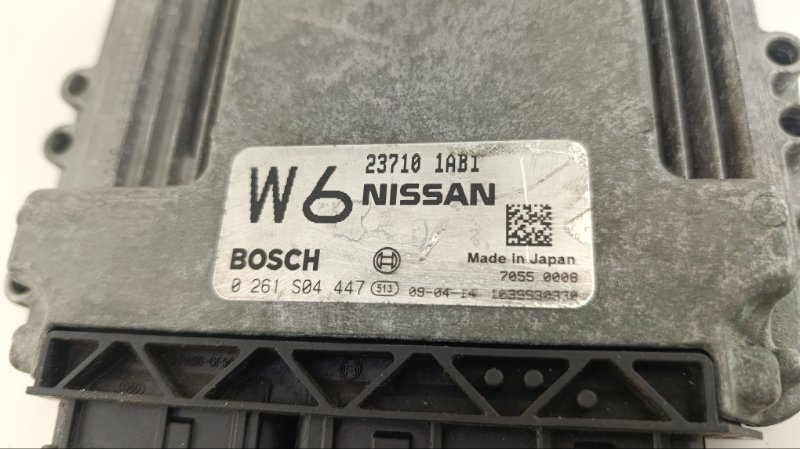 23710 1AB1
W6 NISSAN
BOSCH
Made in Japan
7055 0008
0 261 S04 447 513 09-04-14